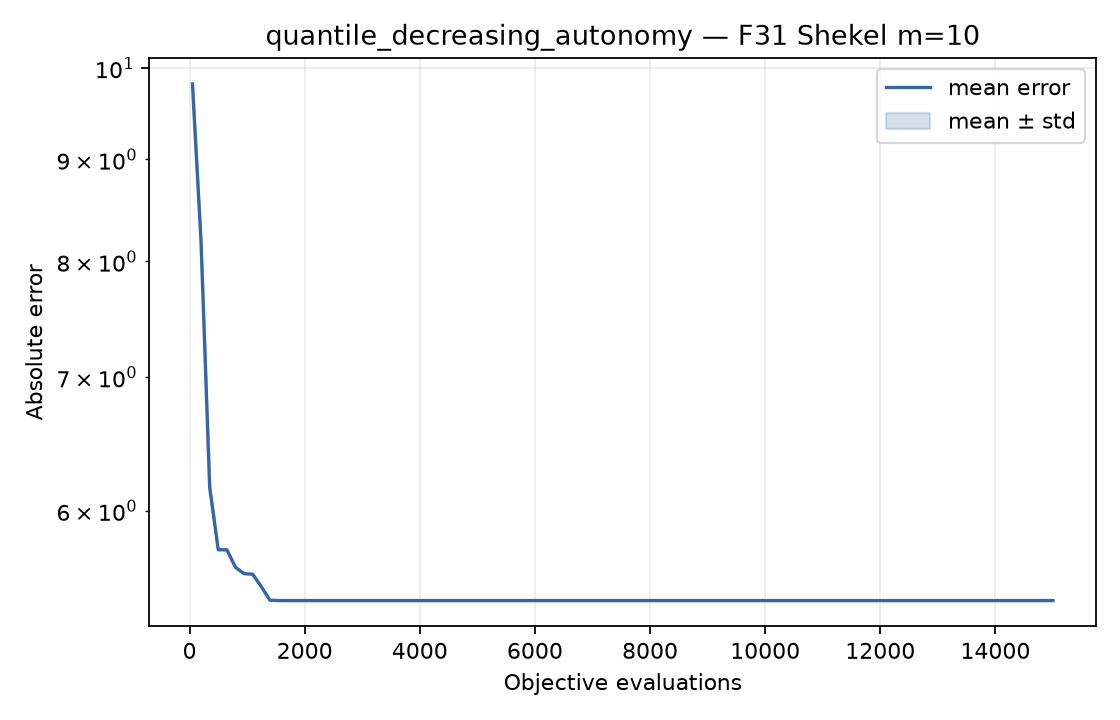 quantile_decreasing_autonomy — F31 Shekel m=10
mean error
mean ± std
10¹
9 × 10⁰
8 × 10⁰
7 × 10⁰
6 × 10⁰
Absolute error
0 2000 4000 6000 8000 10000 12000 14000
Objective evaluations